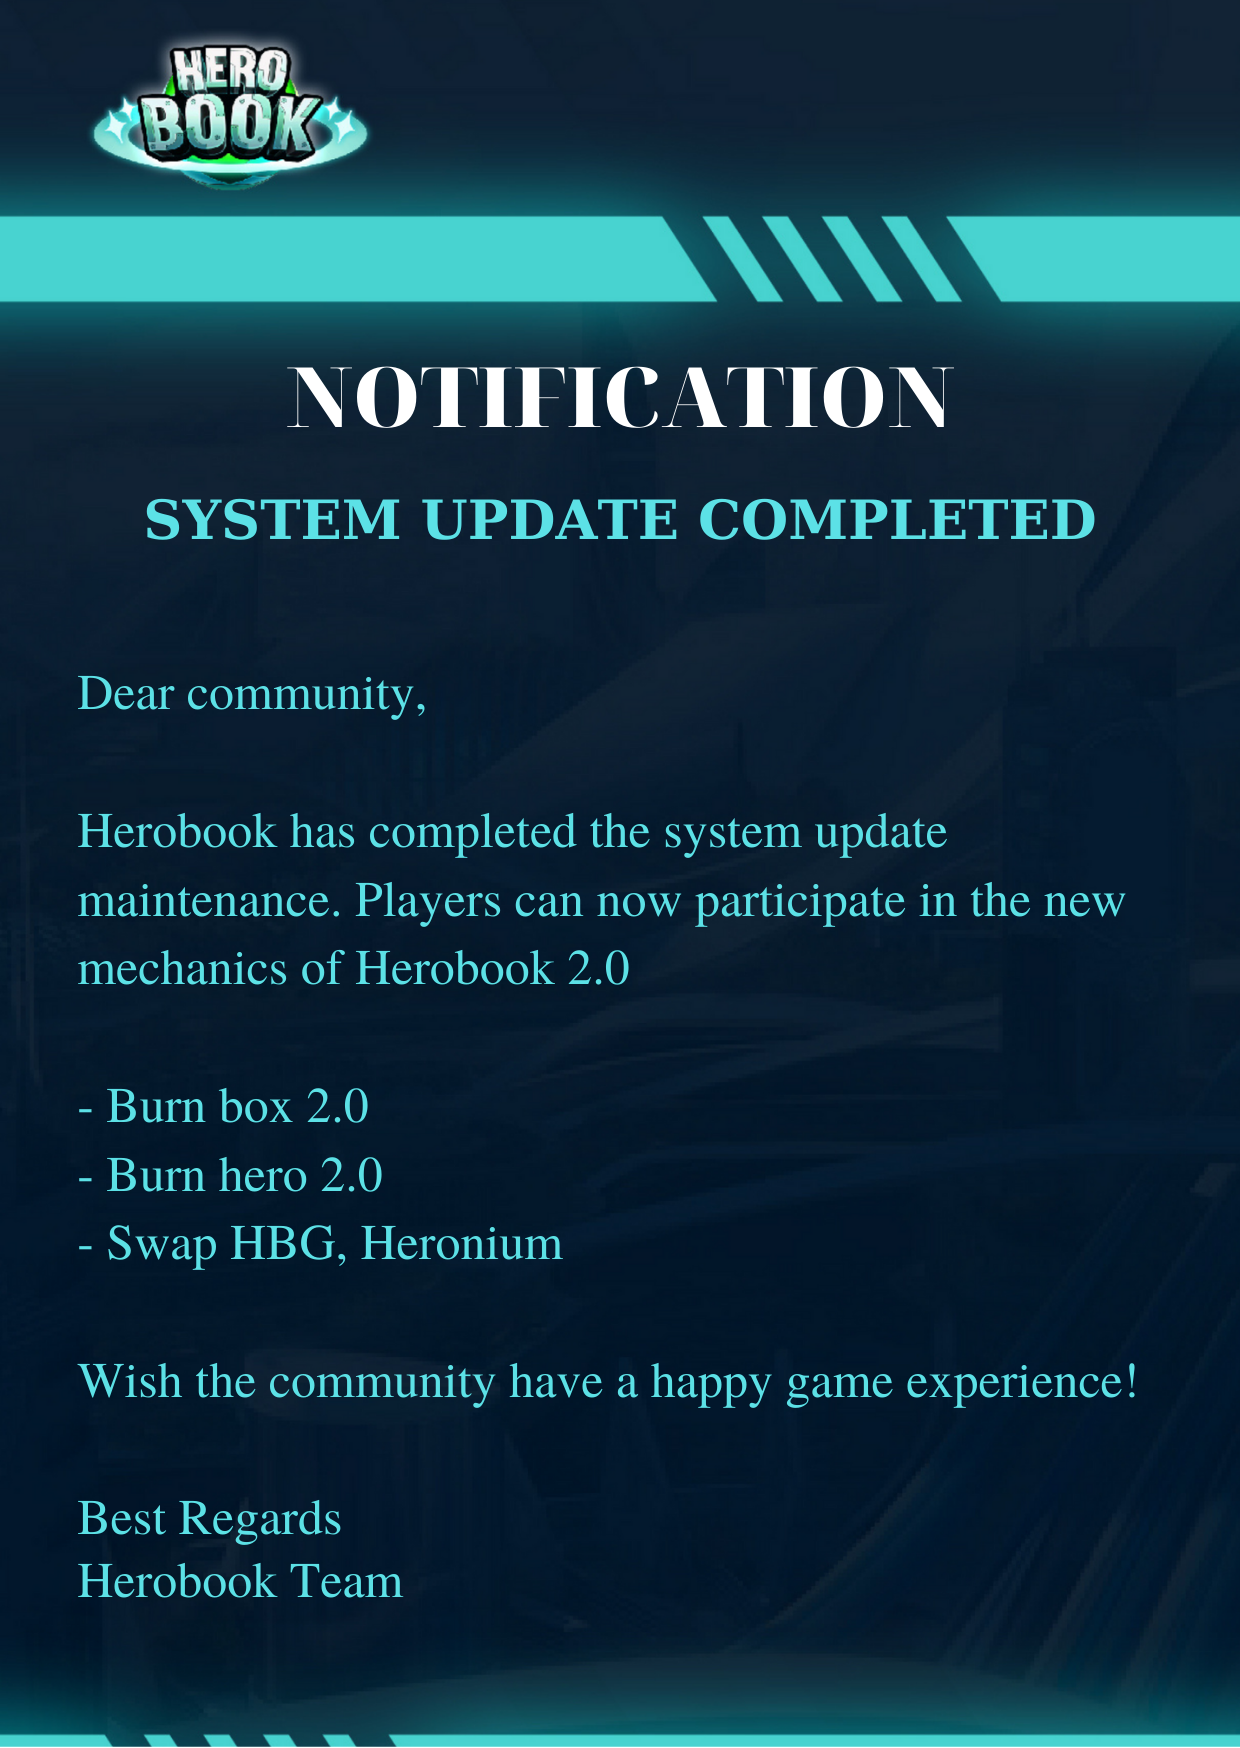 HERO
BOOK
NOTIFICATION
SYSTEM UPDATE COMPLETED
Dear community,
Herobook has completed the system update
maintenance. Players can now participate in the new
mechanics of Herobook 2.0
- Burn box 2.0
- Burn hero 2.0
- Swap HBG, Heronium
Wish the community have a happy game experience!
Best Regards
Herobook Team